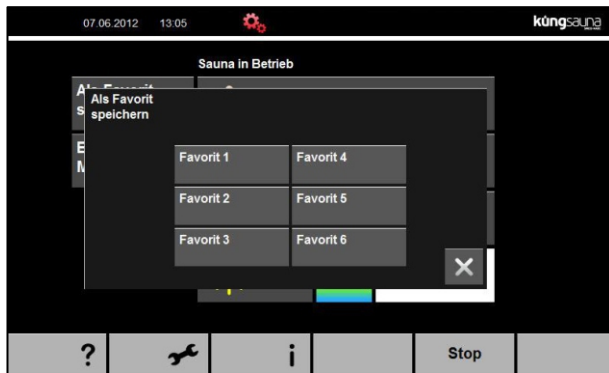 07.06.2012 13:05
küngsauna
Sauna in Betrieb
Als Favorit
speichern
Favorit 1 Favorit 4
Favorit 2 Favorit 5
Favorit 3 Favorit 6
? i Stop